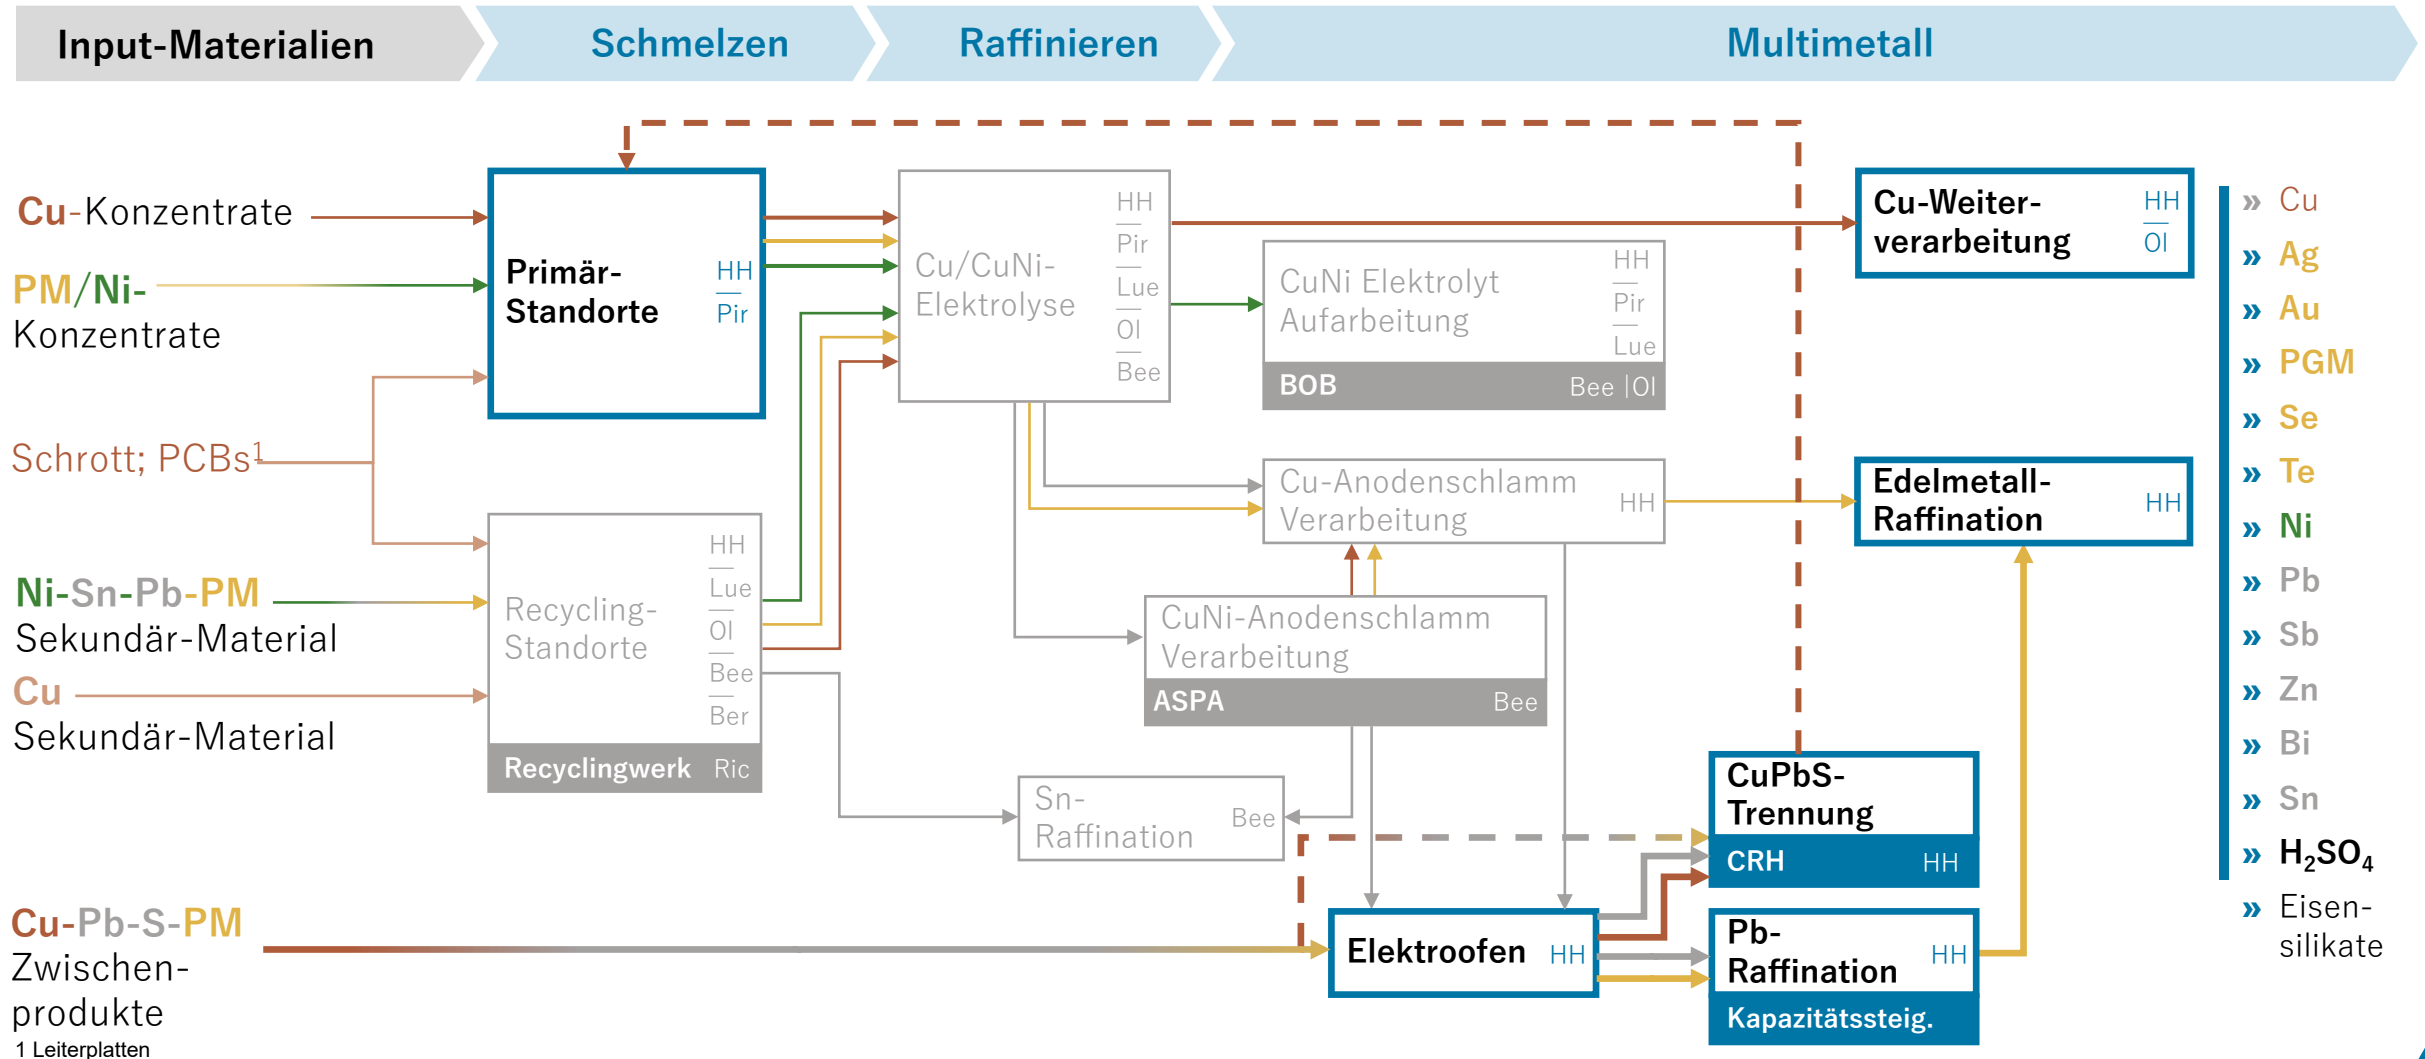 Input-Materialien
Schmelzen
Raffinieren
Multimetall
Cu-Konzentrate
PM/Ni-
Konzentrate
Schrott; PCBs¹
Ni-Sn-Pb-PM
Sekundär-Material
Cu
Sekundär-Material
Cu-Pb-S-PM
Zwischen-
produkte
1 Leiterplatten
Primär-
Standorte
HH
Pir
Recycling-
Standorte
HH
Lue
Ol
Bee
Ber
Recyclingwerk Ric
Cu/CuNi-
Elektrolyse
HH
Pir
Lue
Ol
Bee
CuNi Elektrolyt
Aufarbeitung
HH
Pir
Lue
BOB Bee |Ol
Cu-Anodenschlamm
Verarbeitung
HH
CuNi-Anodenschlamm
Verarbeitung
ASPA Bee
Sn-
Raffination
Bee
Elektroofen HH
Cu-Weiter-
verarbeitung
HH
Ol
Edelmetall-
Raffination
HH
CuPbS-
Trennung
CRH HH
Pb-
Raffination
HH
Kapazitätssteig.
» Cu
» Ag
» Au
» PGM
» Se
» Te
» Ni
» Pb
» Sb
» Zn
» Bi
» Sn
» H₂SO₄
» Eisen-
silikate